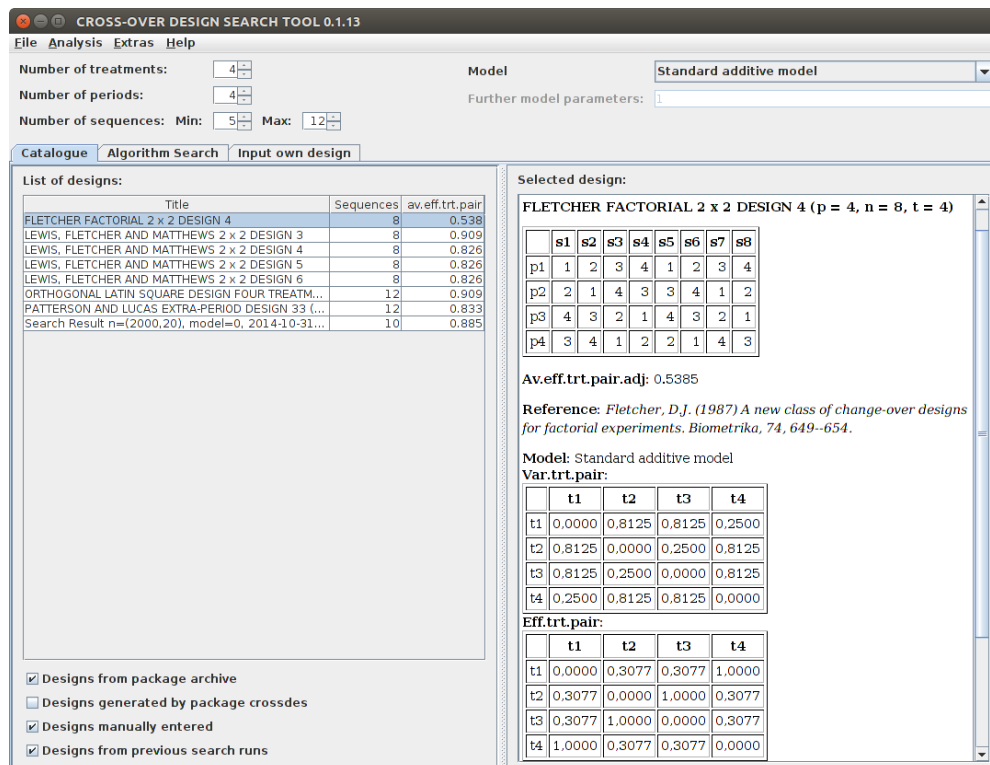 CROSS-OVER DESIGN SEARCH TOOL 0.1.13
File Analysis Extras Help
Number of treatments: 4
Number of periods: 4
Number of sequences: Min: 5 Max: 12
Model Standard additive model
Further model parameters: 1
Catalogue Algorithm Search Input own design
List of designs:
Title Sequences av.eff.trt.pair
FLETCHER FACTORIAL 2 x 2 DESIGN 4 8 0.538
LEWIS, FLETCHER AND MATTHEWS 2 x 2 DESIGN 3 8 0.909
LEWIS, FLETCHER AND MATTHEWS 2 x 2 DESIGN 4 8 0.826
LEWIS, FLETCHER AND MATTHEWS 2 x 2 DESIGN 5 8 0.826
LEWIS, FLETCHER AND MATTHEWS 2 x 2 DESIGN 6 8 0.826
ORTHOGONAL LATIN SQUARE DESIGN FOUR TREATM... 12 0.909
PATTERSON AND LUCAS EXTRA-PERIOD DESIGN 33 (... 12 0.833
Search Result n=(2000,20), model=0, 2014-10-31... 10 0.885
Designs from package archive
Designs generated by package crossdes
Designs manually entered
Designs from previous search runs
Selected design:
FLETCHER FACTORIAL 2 x 2 DESIGN 4 (p = 4, n = 8, t = 4)
s1 s2 s3 s4 s5 s6 s7 s8
p1 1 2 3 4 1 2 3 4
p2 2 1 4 3 3 4 1 2
p3 4 3 2 1 4 3 2 1
p4 3 4 1 2 2 1 4 3
Av.eff.trt.pair.adj: 0.5385
Reference: Fletcher, D.J. (1987) A new class of change-over designs
for factorial experiments. Biometrika, 74, 649--654.
Model: Standard additive model
Var.trt.pair:
t1 t2 t3 t4
t1 0,0000 0,8125 0,8125 0,2500
t2 0,8125 0,0000 0,2500 0,8125
t3 0,8125 0,2500 0,0000 0,8125
t4 0,2500 0,8125 0,8125 0,0000
Eff.trt.pair:
t1 t2 t3 t4
t1 0,0000 0,3077 0,3077 1,0000
t2 0,3077 0,0000 1,0000 0,3077
t3 0,3077 1,0000 0,0000 0,3077
t4 1,0000 0,3077 0,3077 0,0000